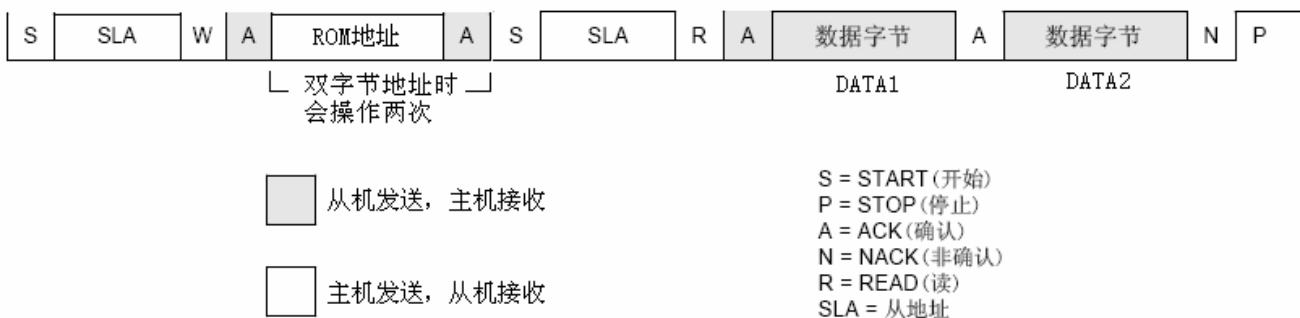 S SLA W A ROM地址 A S SLA R A 数据字节 A 数据字节 N P
双字节地址时
会操作两次
DATA1 DATA2
从机发送，主机接收
主机发送，从机接收
S = START(开始)
P = STOP(停止)
A = ACK(确认)
N = NACK(非确认)
R = READ(读)
SLA = 从地址